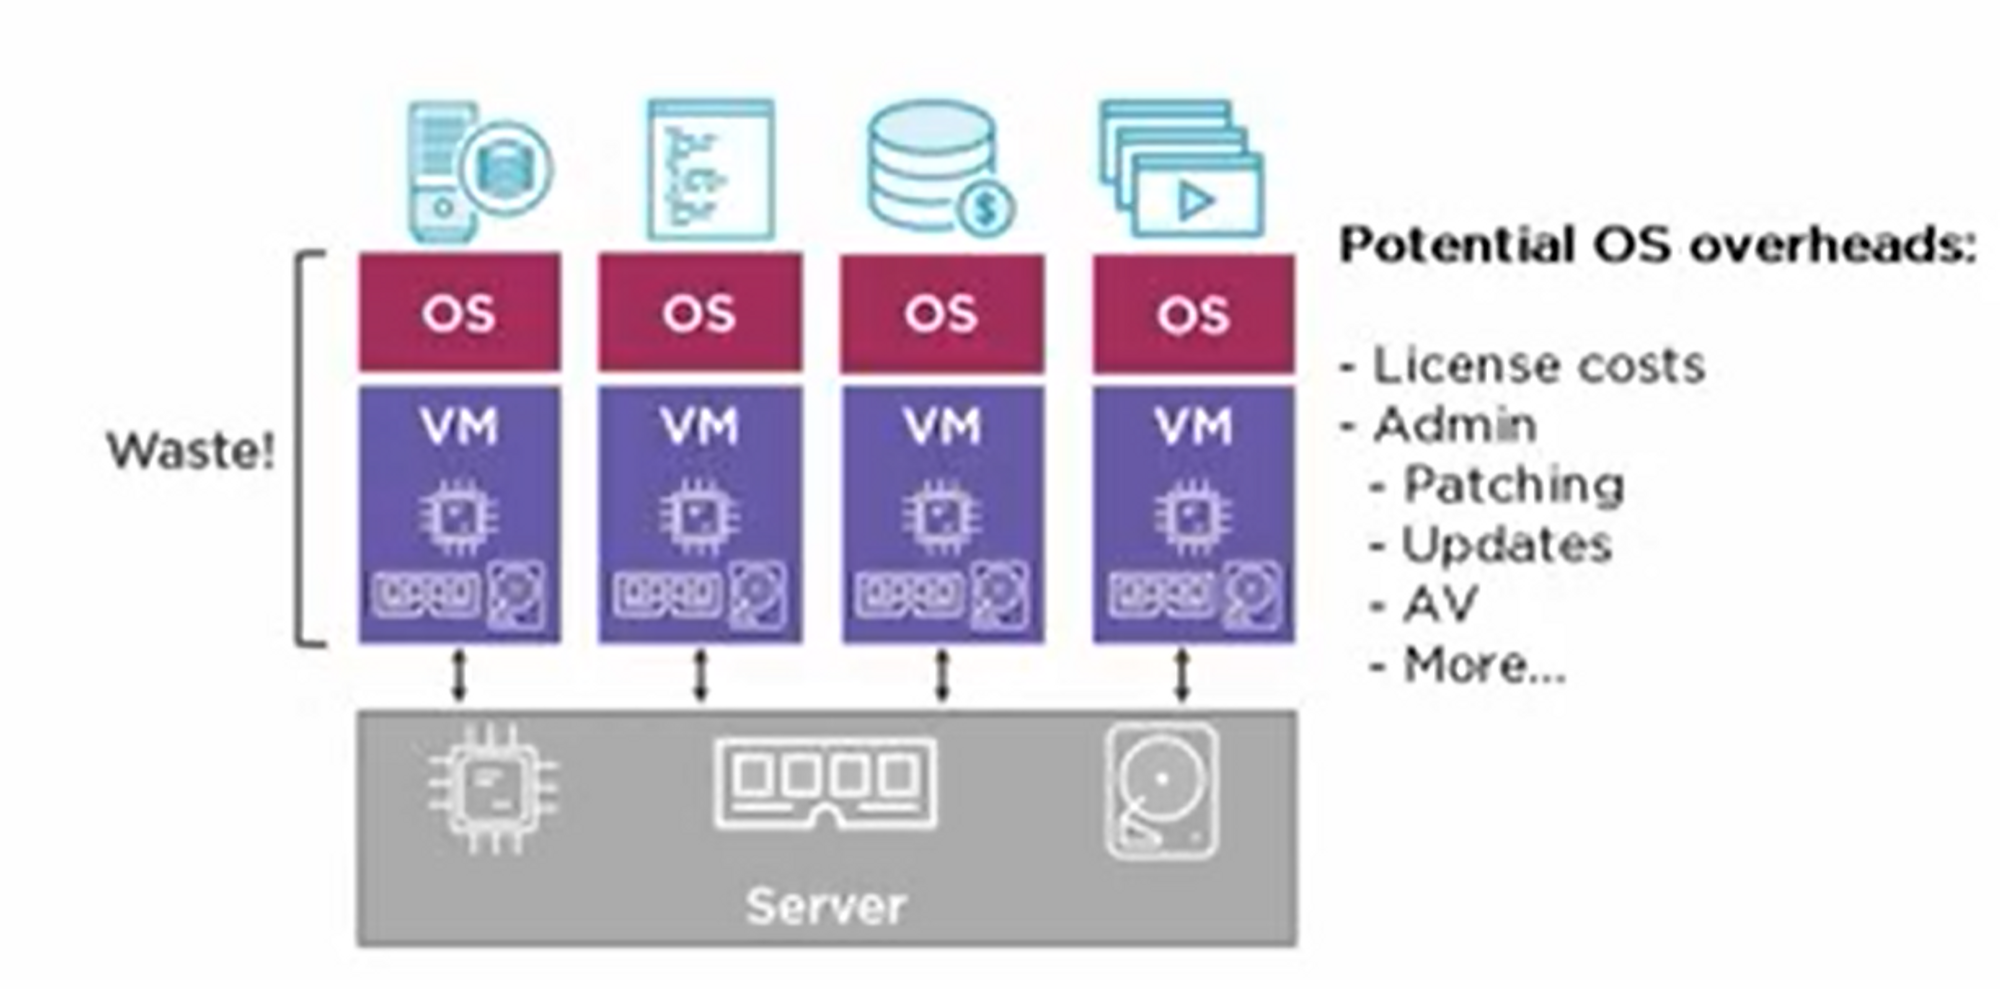 OS OS OS OS
VM VM VM VM
Waste!
$
Server
Potential OS overheads:
- License costs
- Admin
- Patching
- Updates
- AV
- More...